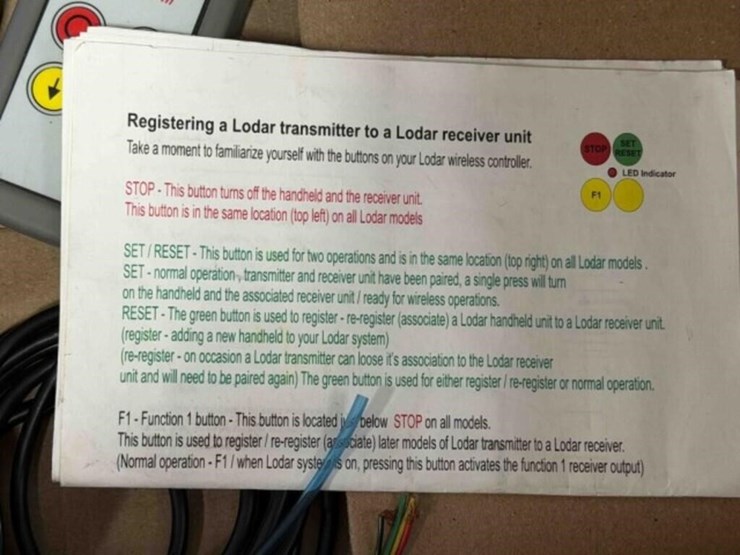 Registering a Lodar transmitter to a Lodar receiver unit
Take a moment to familiarize yourself with the buttons on your Lodar wireless controller.
STOP
SET
RESET
LED Indicator
F1
STOP - This button turns off the handheld and the receiver unit.
This button is in the same location (top left) on all Lodar models
SET / RESET - This button is used for two operations and is in the same location (top right) on all Lodar models .
SET - normal operation, transmitter and receiver unit have been paired, a single press will turn
on the handheld and the associated receiver unit / ready for wireless operations.
RESET - The green button is used to register - re-register (associate) a Lodar handheld unit to a Lodar receiver unit.
(register - adding a new handheld to your Lodar system)
(re-register - on occasion a Lodar transmitter can loose it's association to the Lodar receiver
unit and will need to be paired again) The green button is used for either register / re-register or normal operation.
F1 - Function 1 button - This button is located just below STOP on all models.
This button is used to register / re-register (associate) later models of Lodar transmitter to a Lodar receiver.
(Normal operation - F1 / when Lodar system is on, pressing this button activates the function 1 receiver output)